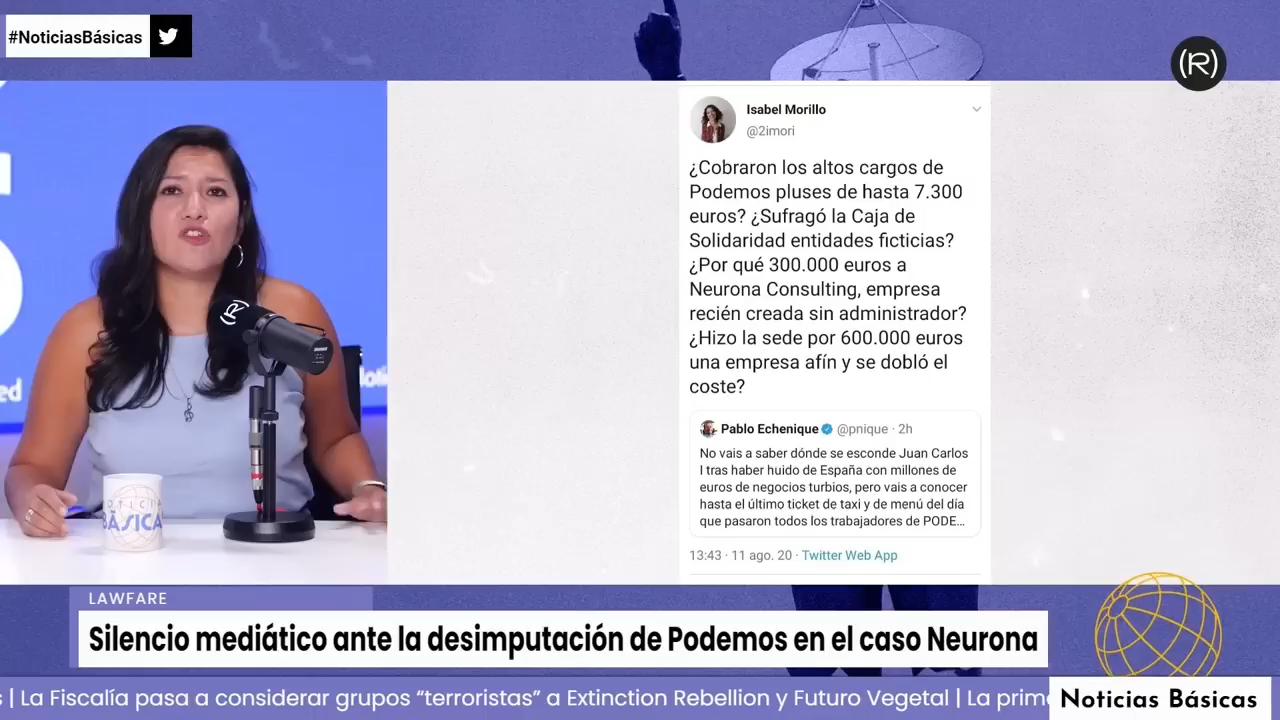 #NoticiasBásicas
(R)
Isabel Morillo
@2imori
¿Cobraron los altos cargos de
Podemos pluses de hasta 7.300
euros? ¿Sufragó la Caja de
Solidaridad entidades ficticias?
¿Por qué 300.000 euros a
Neurona Consulting, empresa
recién creada sin administrador?
¿Hizo la sede por 600.000 euros
una empresa afín y se dobló el
coste?
Pablo Echenique @pnique · 2h
No vais a saber dónde se esconde Juan Carlos
I tras haber huido de España con millones de
euros de negocios turbios, pero vais a conocer
hasta el último ticket de taxi y de menú del día
que pasaron todos los trabajadores de PODE…
13:43 · 11 ago. 20 · Twitter Web App
(R)
BÁSICA
LAWFARE
Silencio mediático ante la desimputación de Podemos en el caso Neurona
s | La Fiscalía pasa a considerar grupos “terroristas” a Extinction Rebellion y Futuro Vegetal | La prime
Noticias Básicas